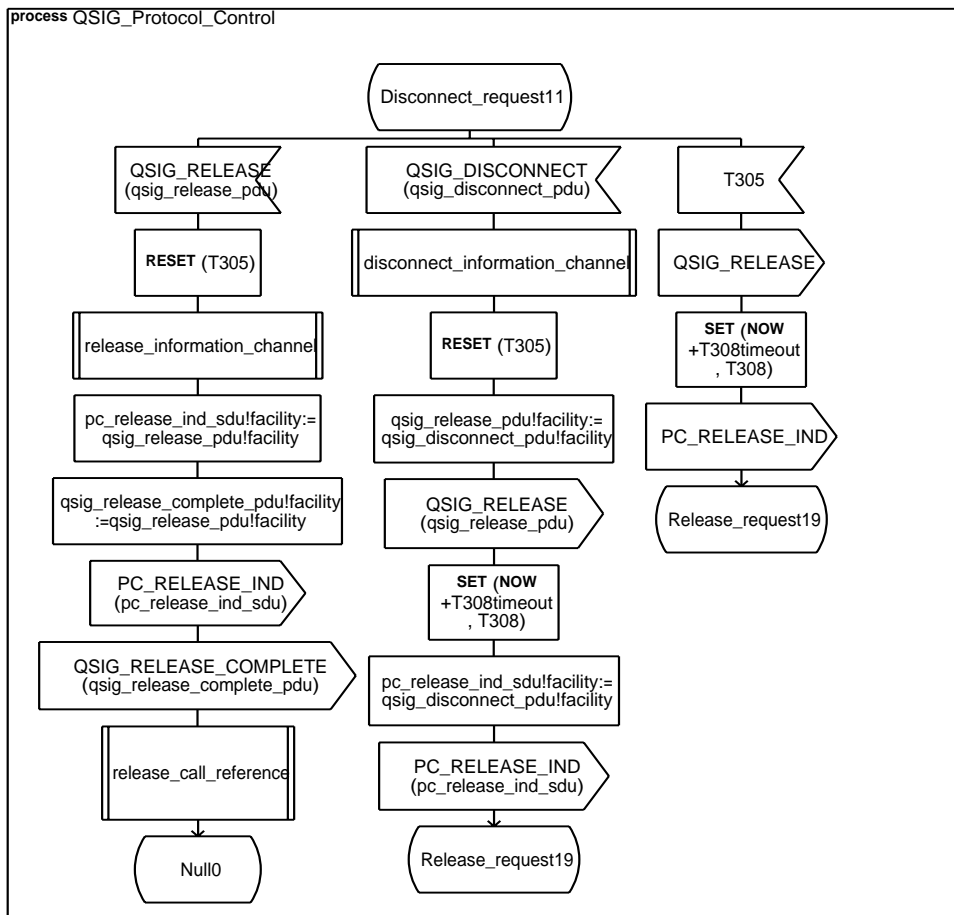 process QSIG_Protocol_Control
Disconnect_request11
QSIG_RELEASE
(qsig_release_pdu)
RESET (T305)
release_information_channel
pc_release_ind_sdu!facility:=
qsig_release_pdu!facility
qsig_release_complete_pdu!facility
:=qsig_release_pdu!facility
PC_RELEASE_IND
(pc_release_ind_sdu)
QSIG_RELEASE_COMPLETE
(qsig_release_complete_pdu)
release_call_reference
Null0
QSIG_DISCONNECT
(qsig_disconnect_pdu)
disconnect_information_channel
RESET (T305)
qsig_release_pdu!facility:=
qsig_disconnect_pdu!facility
QSIG_RELEASE
(qsig_release_pdu)
SET (NOW
+T308timeout
, T308)
pc_release_ind_sdu!facility:=
qsig_disconnect_pdu!facility
PC_RELEASE_IND
(pc_release_ind_sdu)
Release_request19
T305
QSIG_RELEASE
SET (NOW
+T308timeout
, T308)
PC_RELEASE_IND
Release_request19